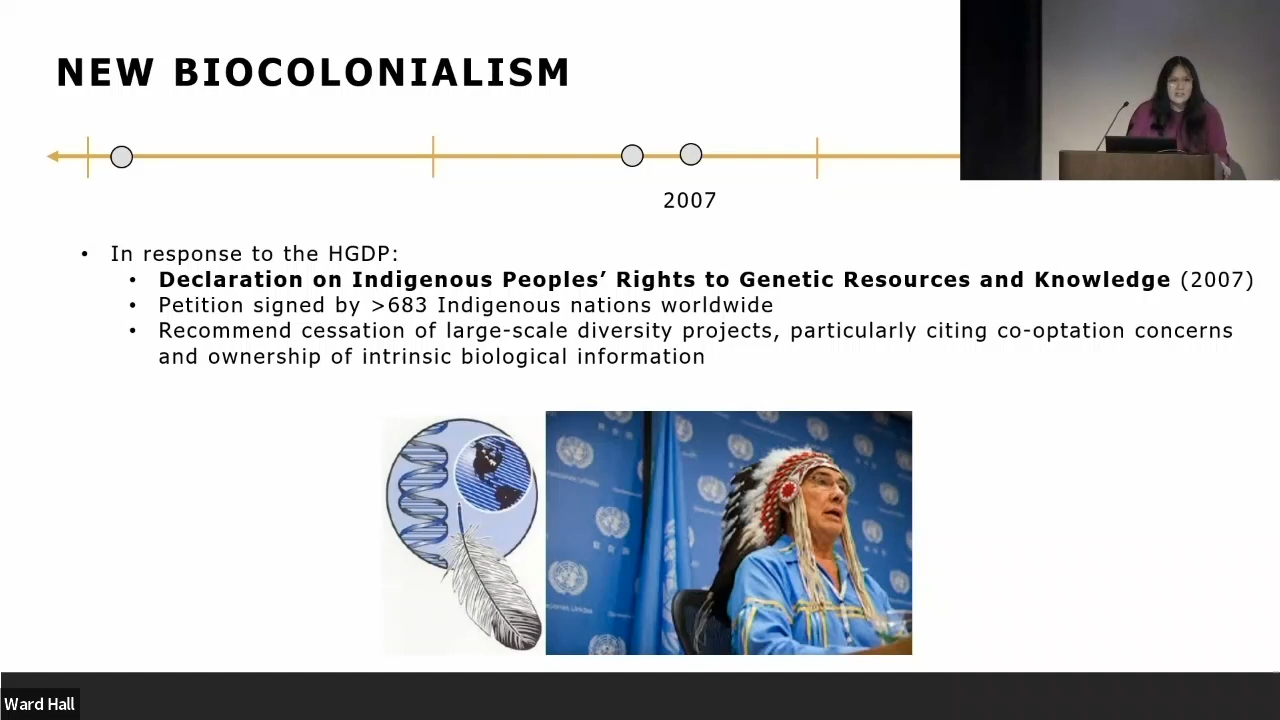 NEW BIOCOLONIALISM
2007
• In response to the HGDP:
• Declaration on Indigenous Peoples’ Rights to Genetic Resources and Knowledge (2007)
• Petition signed by >683 Indigenous nations worldwide
• Recommend cessation of large-scale diversity projects, particularly citing co-optation concerns
and ownership of intrinsic biological information
Ward Hall